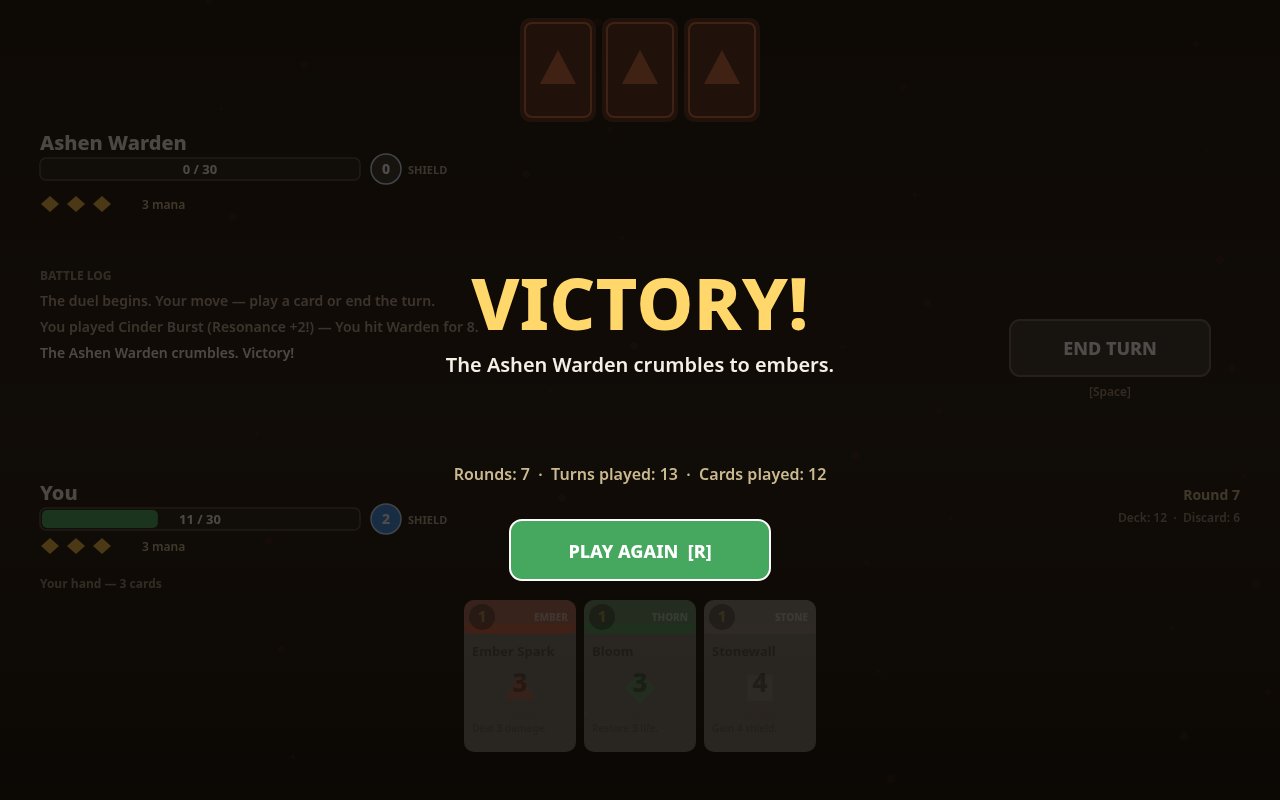 Ashen Warden
0 / 30
0
SHIELD
3 mana
BATTLE LOG
The duel begins. Your move — play a card or end the turn.
You played Cinder Burst (Resonance +2!) — You hit Warden for 8.
The Ashen Warden crumbles. Victory!
VICTORY!
The Ashen Warden crumbles to embers.
END TURN
[Space]
Rounds: 7 · Turns played: 13 · Cards played: 12
You
11 / 30
2
SHIELD
3 mana
Round 7
Deck: 12 · Discard: 6
PLAY AGAIN [R]
Your hand — 3 cards
1
EMBER
Ember Spark
3
Deal 3 damage.
1
THORN
Bloom
3
Restore 3 life.
1
STONE
Stonewall
4
Gain 4 shield.